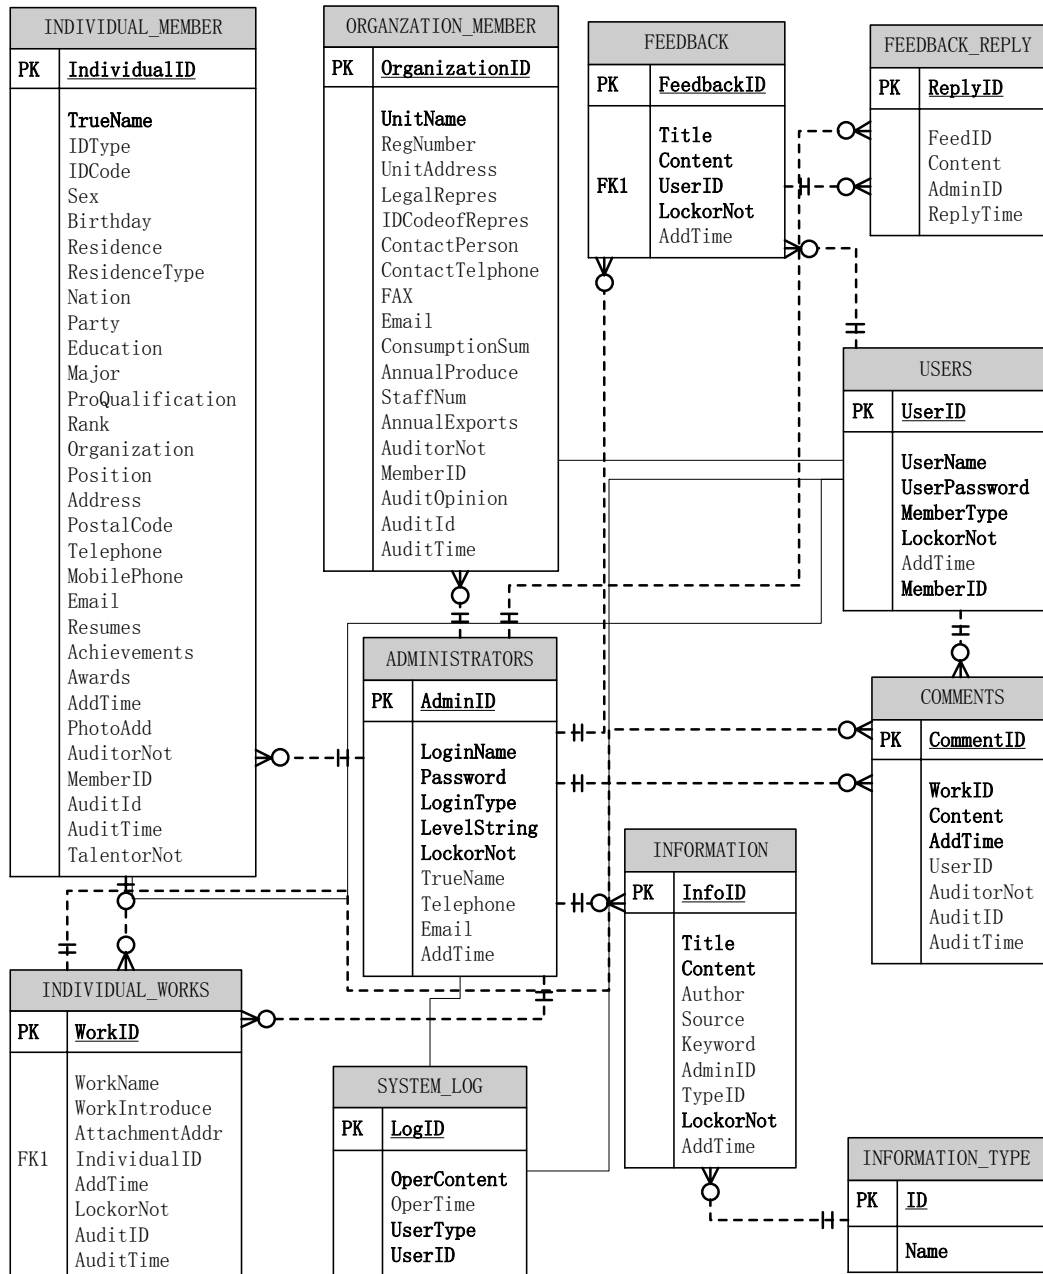 INDIVIDUAL_MEMBER
PK IndividualID
TrueName
IDType
IDCode
Sex
Birthday
Residence
ResidenceType
Nation
Party
Education
Major
ProQualification
Rank
Organization
Position
Address
PostalCode
Telephone
MobilePhone
Email
Resumes
Achievements
Awards
AddTime
PhotoAdd
AuditorNot
MemberID
AuditId
AuditTime
TalentorNot
ORGANZATION_MEMBER
PK OrganizationID
UnitName
RegNumber
UnitAddress
LegalRepres
IDCodeofRepres
ContactPerson
ContactTelphone
FAX
Email
ConsumptionSum
AnnualProduce
StaffNum
AnnualExports
AuditorNot
MemberID
AuditOpinion
AuditId
AuditTime
FEEDBACK
PK FeedbackID
Title
Content
FK1 UserID
LockorNot
AddTime
FEEDBACK_REPLY
PK ReplyID
FeedID
Content
AdminID
ReplyTime
USERS
PK UserID
UserName
UserPassword
MemberType
LockorNot
AddTime
MemberID
ADMINISTRATORS
PK AdminID
LoginName
Password
LoginType
LevelString
LockorNot
TrueName
Telephone
Email
AddTime
COMMENTS
PK CommentID
WorkID
Content
AddTime
UserID
AuditorNot
AuditID
AuditTime
INFORMATION
PK InfoID
Title
Content
Author
Source
Keyword
AdminID
TypeID
LockorNot
AddTime
INDIVIDUAL_WORKS
PK WorkID
WorkName
WorkIntroduce
AttachmentAddr
FK1 IndividualID
AddTime
LockorNot
AuditID
AuditTime
SYSTEM_LOG
PK LogID
OperContent
OperTime
UserType
UserID
INFORMATION_TYPE
PK ID
Name